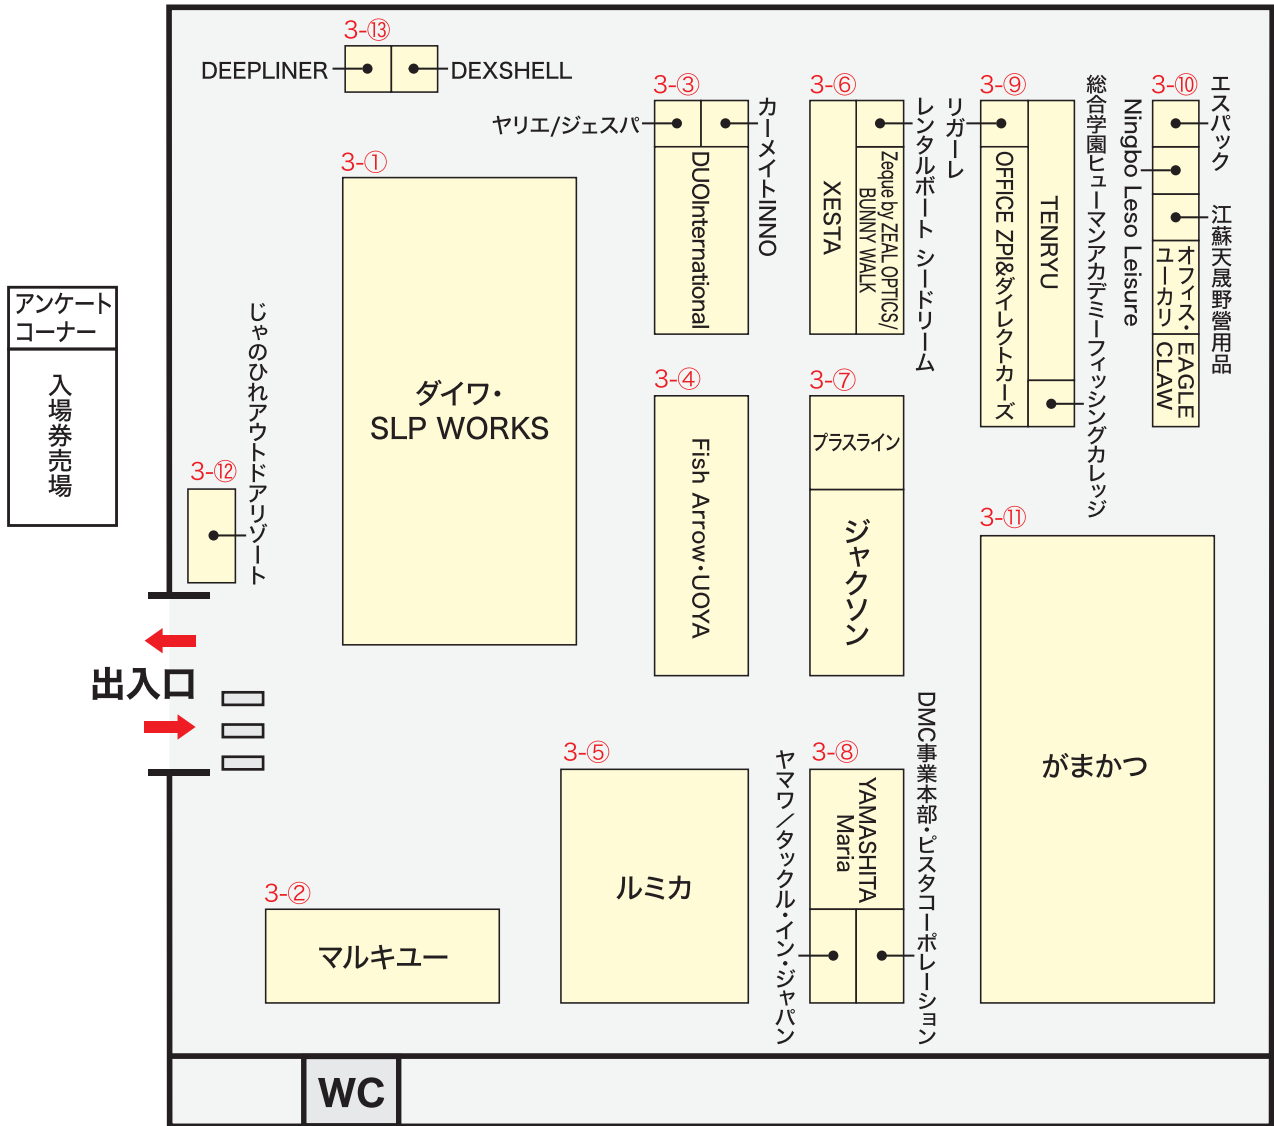 3-⑬
DEEPLINER
DEXSHELL
3-③
ヤリエ/ジェスパ
カーメイトINNO
DUOInternational
3-⑥
レンタルボート シードリーム
XESTA
Zeque by ZEAL OPTICS/
BUNNY WALK
3-⑨
リガーレ
OFFICE ZPI&ダイレクトカーズ
TENRYU
総合学園ヒューマンアカデミーフィッシングカレッジ
3-⑩
エスパック
Ningbo Leso Leisure
江蘇天晟野營用品
オフィス・
ユーカリ
EAGLE
CLAW
3-①
ダイワ・
SLP WORKS
アンケート
コーナー
入場券売場
3-⑫
じゃのひれアウトドアリゾート
3-④
Fish Arrow・UOYA
3-⑦
プラスライン
ジャクソン
3-⑪
がまかつ
出入口
3-⑤
ルミカ
3-⑧
YAMASHITA
Maria
ヤマワ／タックル・イン・ジャパン
DMC事業本部・ピスタコーポレーション
3-②
マルキユー
WC